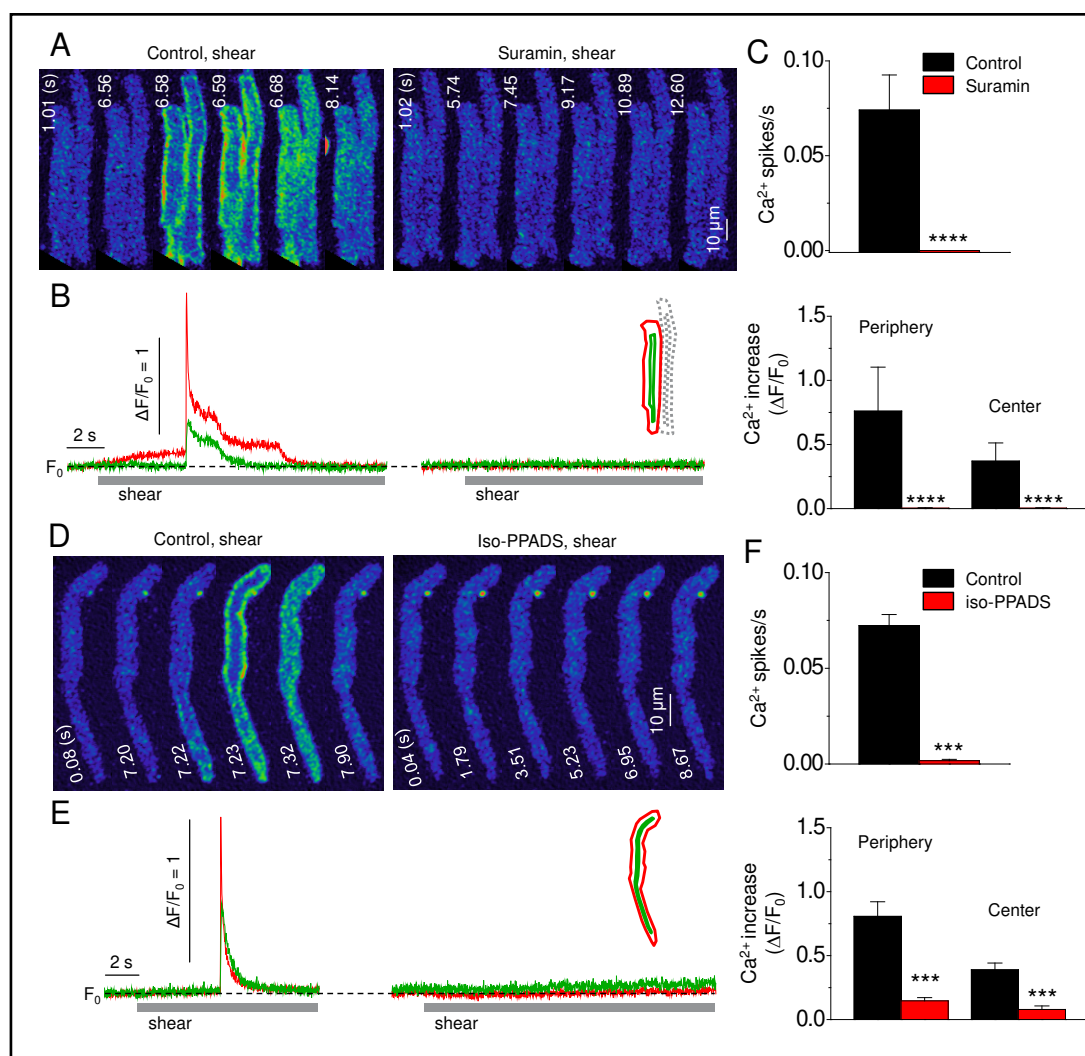 A
Control, shear
Suramin, shear
1.01 (s)
6.56
6.58
6.59
6.68
8.14
1.02 (s)
5.74
7.45
9.17
10.89
12.60
10 µm
C
Control
Suramin
Ca²⁺ spikes/s
0.10
0.05
0.00
****
B
ΔF/F₀ = 1
2 s
F₀
shear
shear
Ca²⁺ increase
(ΔF/F₀)
1.5
1.0
0.5
0.0
Periphery
Center
****
****
D
Control, shear
Iso-PPADS, shear
0.08 (s)
7.20
7.22
7.23
7.32
7.90
0.04 (s)
1.79
3.51
5.23
6.95
8.67
10 µm
F
Control
iso-PPADS
Ca²⁺ spikes/s
0.10
0.05
0.00
***
E
ΔF/F₀ = 1
2 s
F₀
shear
shear
Ca²⁺ increase
(ΔF/F₀)
1.5
1.0
0.5
0.0
Periphery
Center
***
***